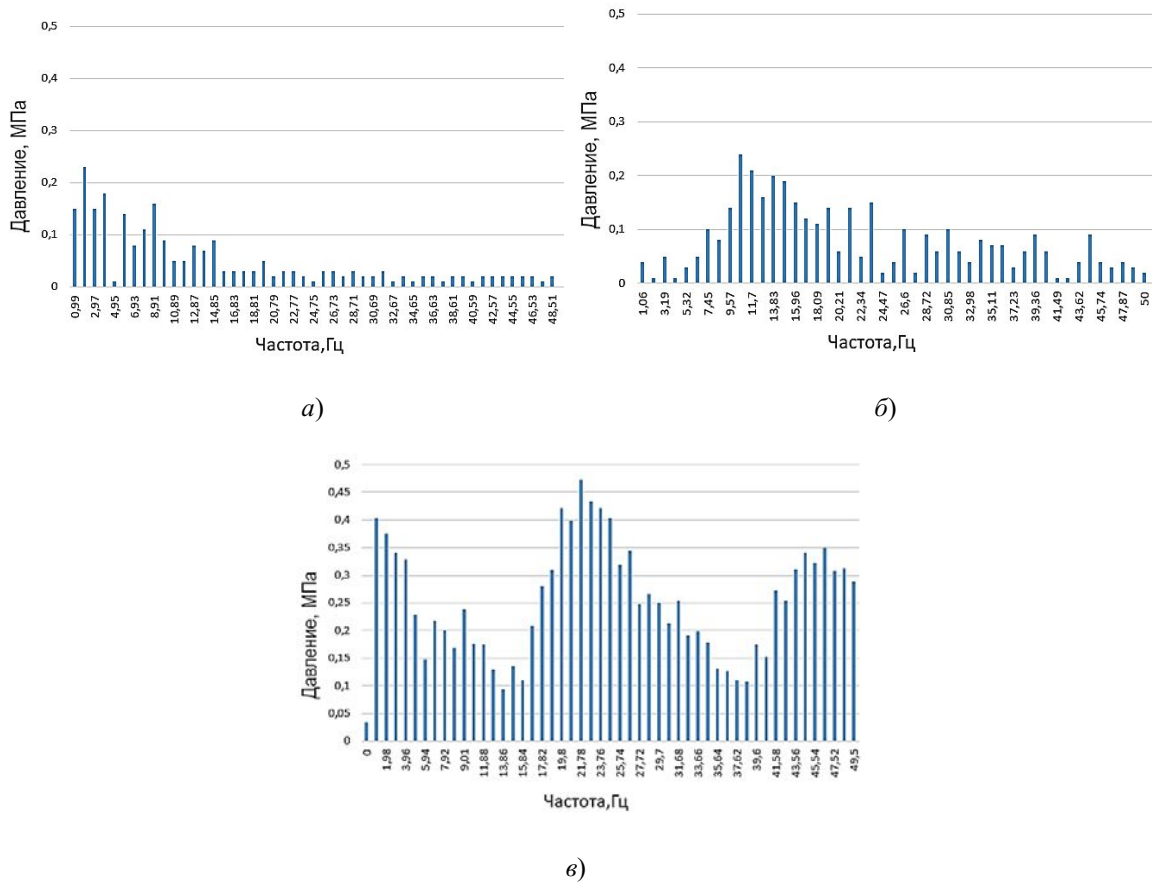 0,5
0,4
0,3
0,2
0,1
0
Давление, МПа
0,99 2,97 4,95 6,93 8,91 10,89 12,87 14,85 16,83 18,81 20,79 22,77 24,75 26,73 28,71 30,69 32,67 34,65 36,63 38,61 40,59 42,57 44,55 46,53 48,51
Частота,Гц
а)
0,5
0,4
0,3
0,2
0,1
0
Давление, МПа
1,06 3,19 5,32 7,45 9,57 11,7 13,83 15,96 18,09 20,21 22,34 24,47 26,6 28,72 30,85 32,98 35,11 37,23 39,36 41,49 43,62 45,74 47,87 50
Частота,Гц
б)
0,5
0,45
0,4
0,35
0,3
0,25
0,2
0,15
0,1
0,05
0
Давление, МПа
0 1,98 3,96 5,94 7,92 9,01 11,88 13,86 15,84 17,82 19,8 21,78 23,76 25,74 27,72 29,7 31,68 33,66 35,64 37,62 39,6 41,58 43,56 45,54 47,52 49,5
Частота,Гц
в)